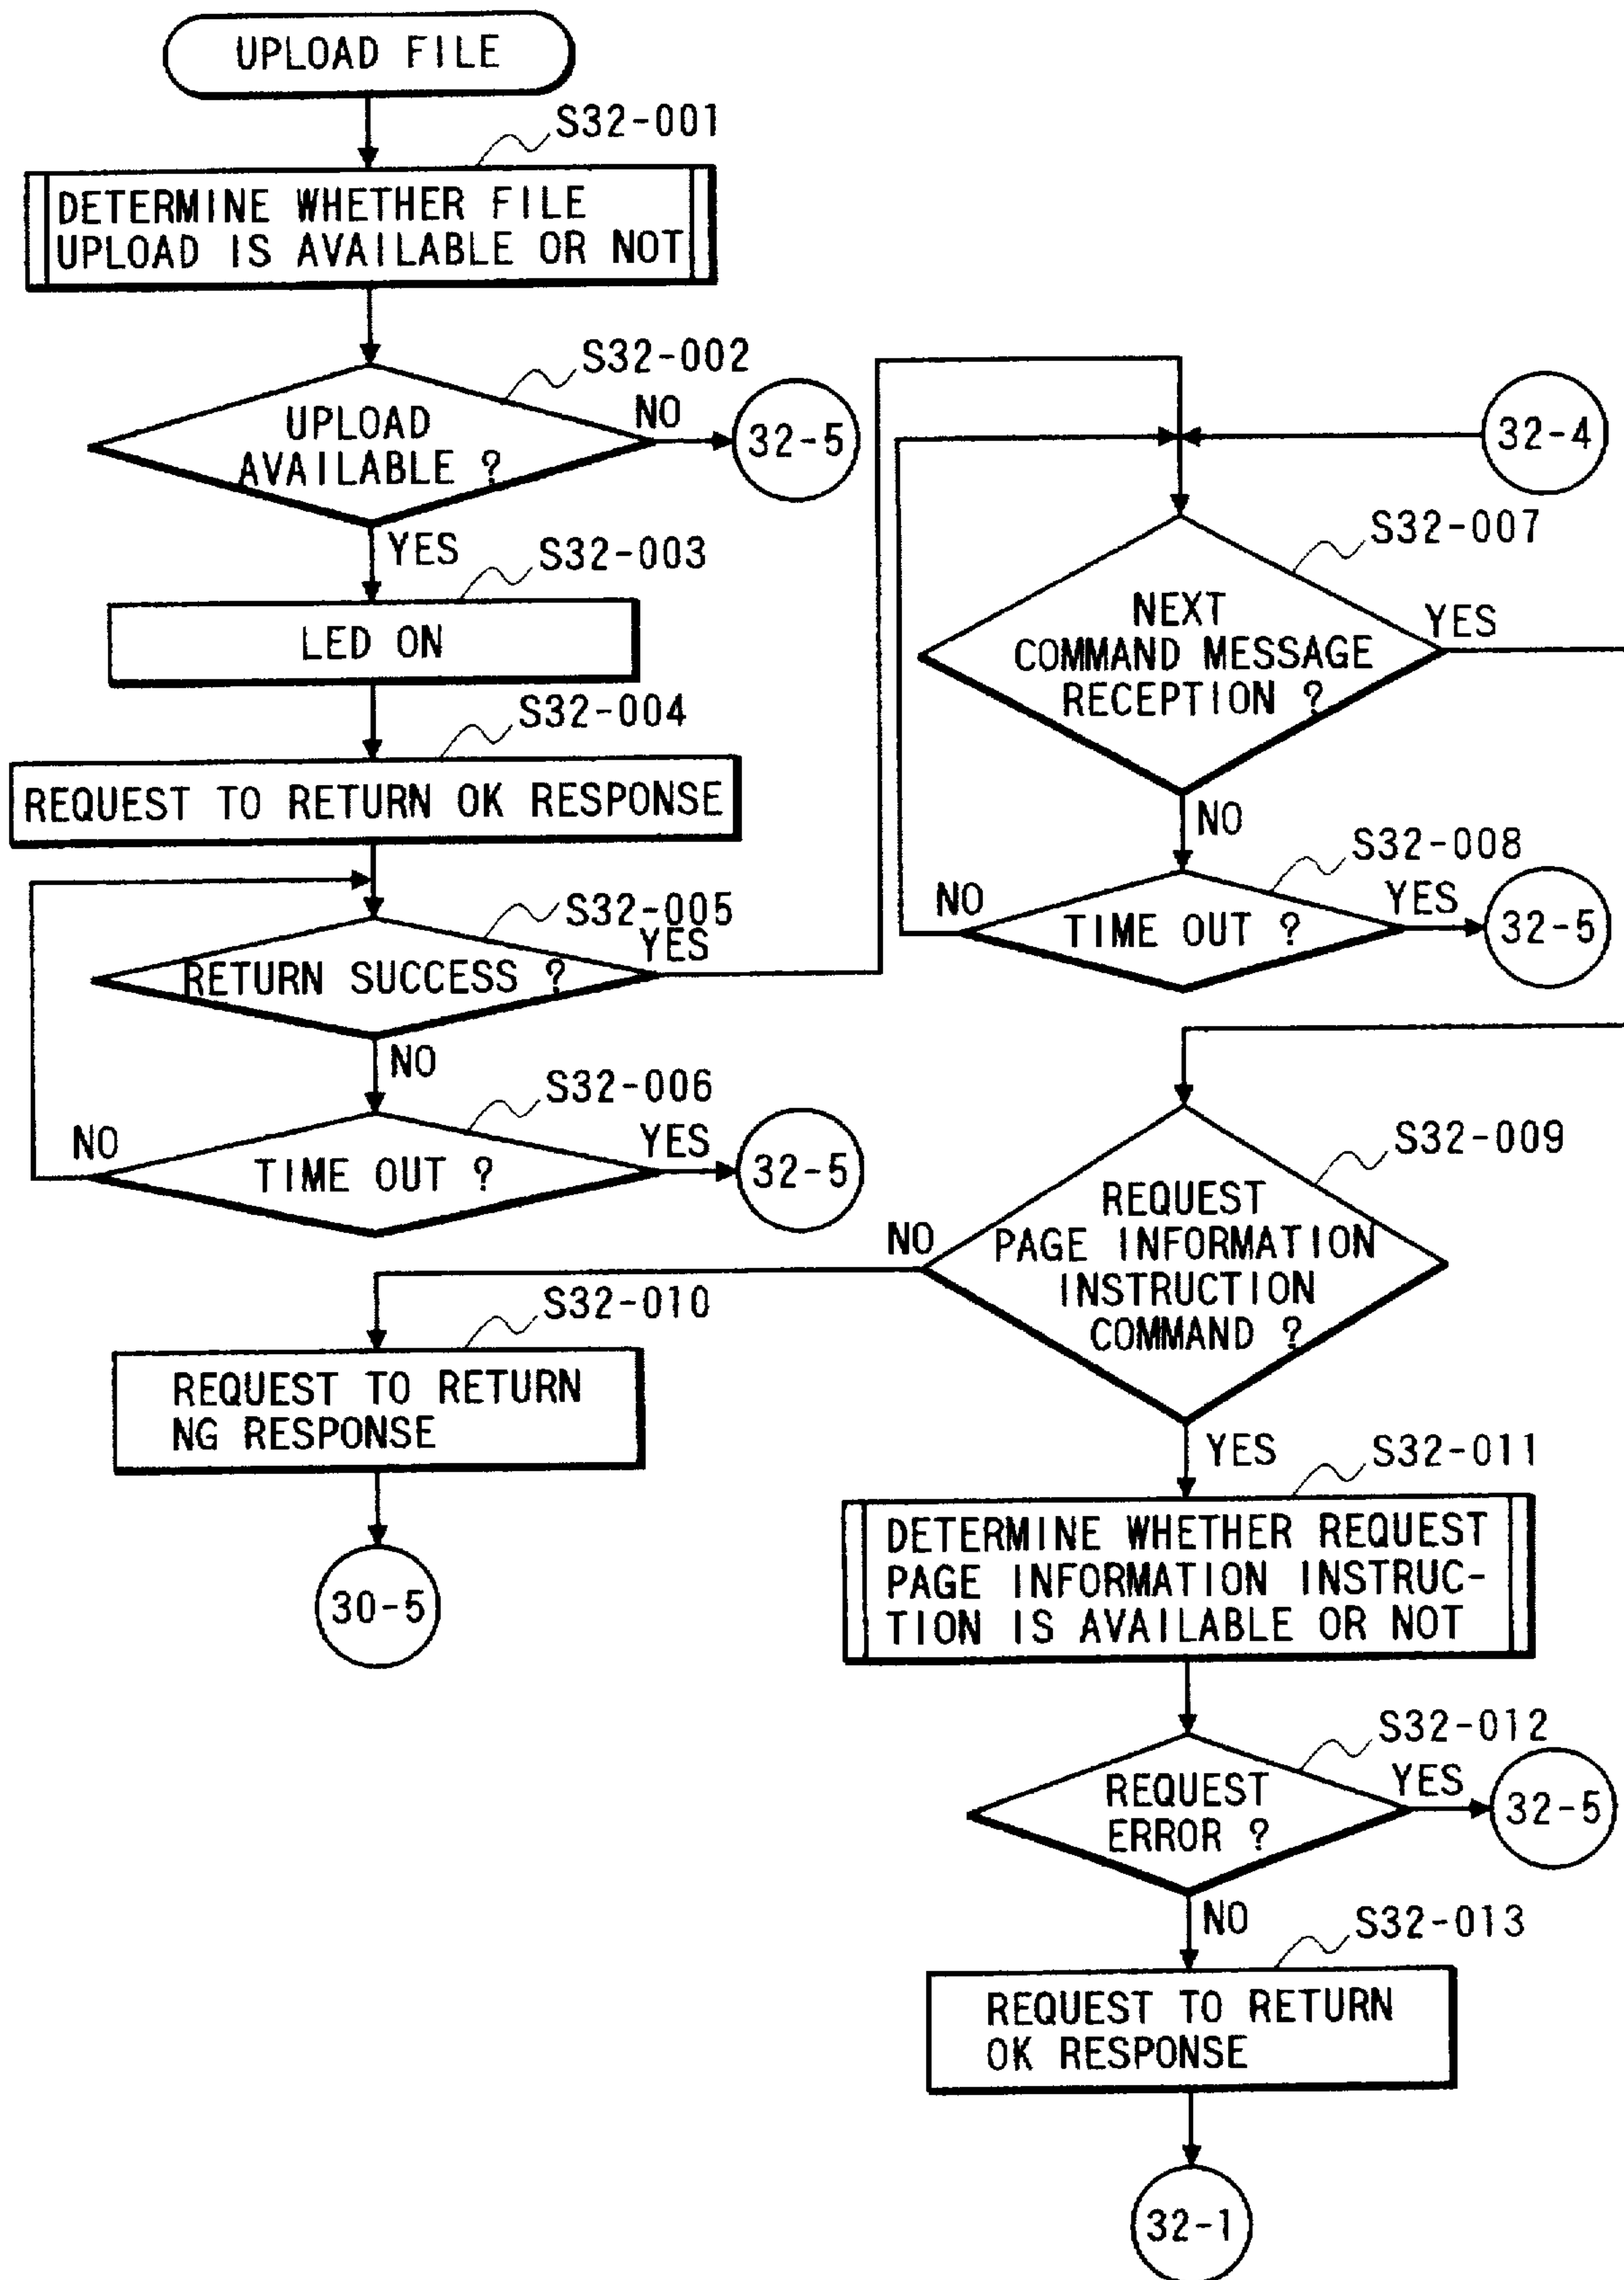 UPLOAD FILE
S32-001
DETERMINE WHETHER FILE
UPLOAD IS AVAILABLE OR NOT
S32-002
UPLOAD
AVAILABLE ?
NO
32-5
YES
S32-003
LED ON
S32-004
REQUEST TO RETURN OK RESPONSE
S32-005
RETURN SUCCESS ?
YES
NO
S32-006
TIME OUT ?
NO
YES
32-5
32-4
S32-007
NEXT
COMMAND MESSAGE
RECEPTION ?
YES
NO
S32-008
TIME OUT ?
NO
YES
32-5
S32-009
REQUEST
PAGE INFORMATION
INSTRUCTION
COMMAND ?
NO
S32-010
REQUEST TO RETURN
NG RESPONSE
30-5
YES
S32-011
DETERMINE WHETHER REQUEST
PAGE INFORMATION INSTRUC-
TION IS AVAILABLE OR NOT
S32-012
REQUEST
ERROR ?
YES
32-5
NO
S32-013
REQUEST TO RETURN
OK RESPONSE
32-1